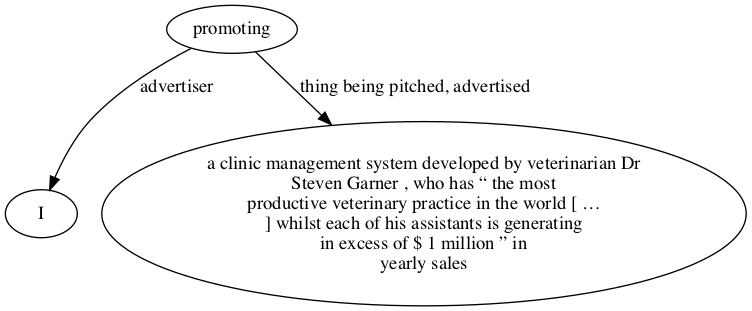 promoting
advertiser
thing being pitched, advertised
I
a clinic management system developed by veterinarian Dr
Steven Garner , who has “ the most
productive veterinary practice in the world [ …
] whilst each of his assistants is generating
in excess of $ 1 million ” in
yearly sales